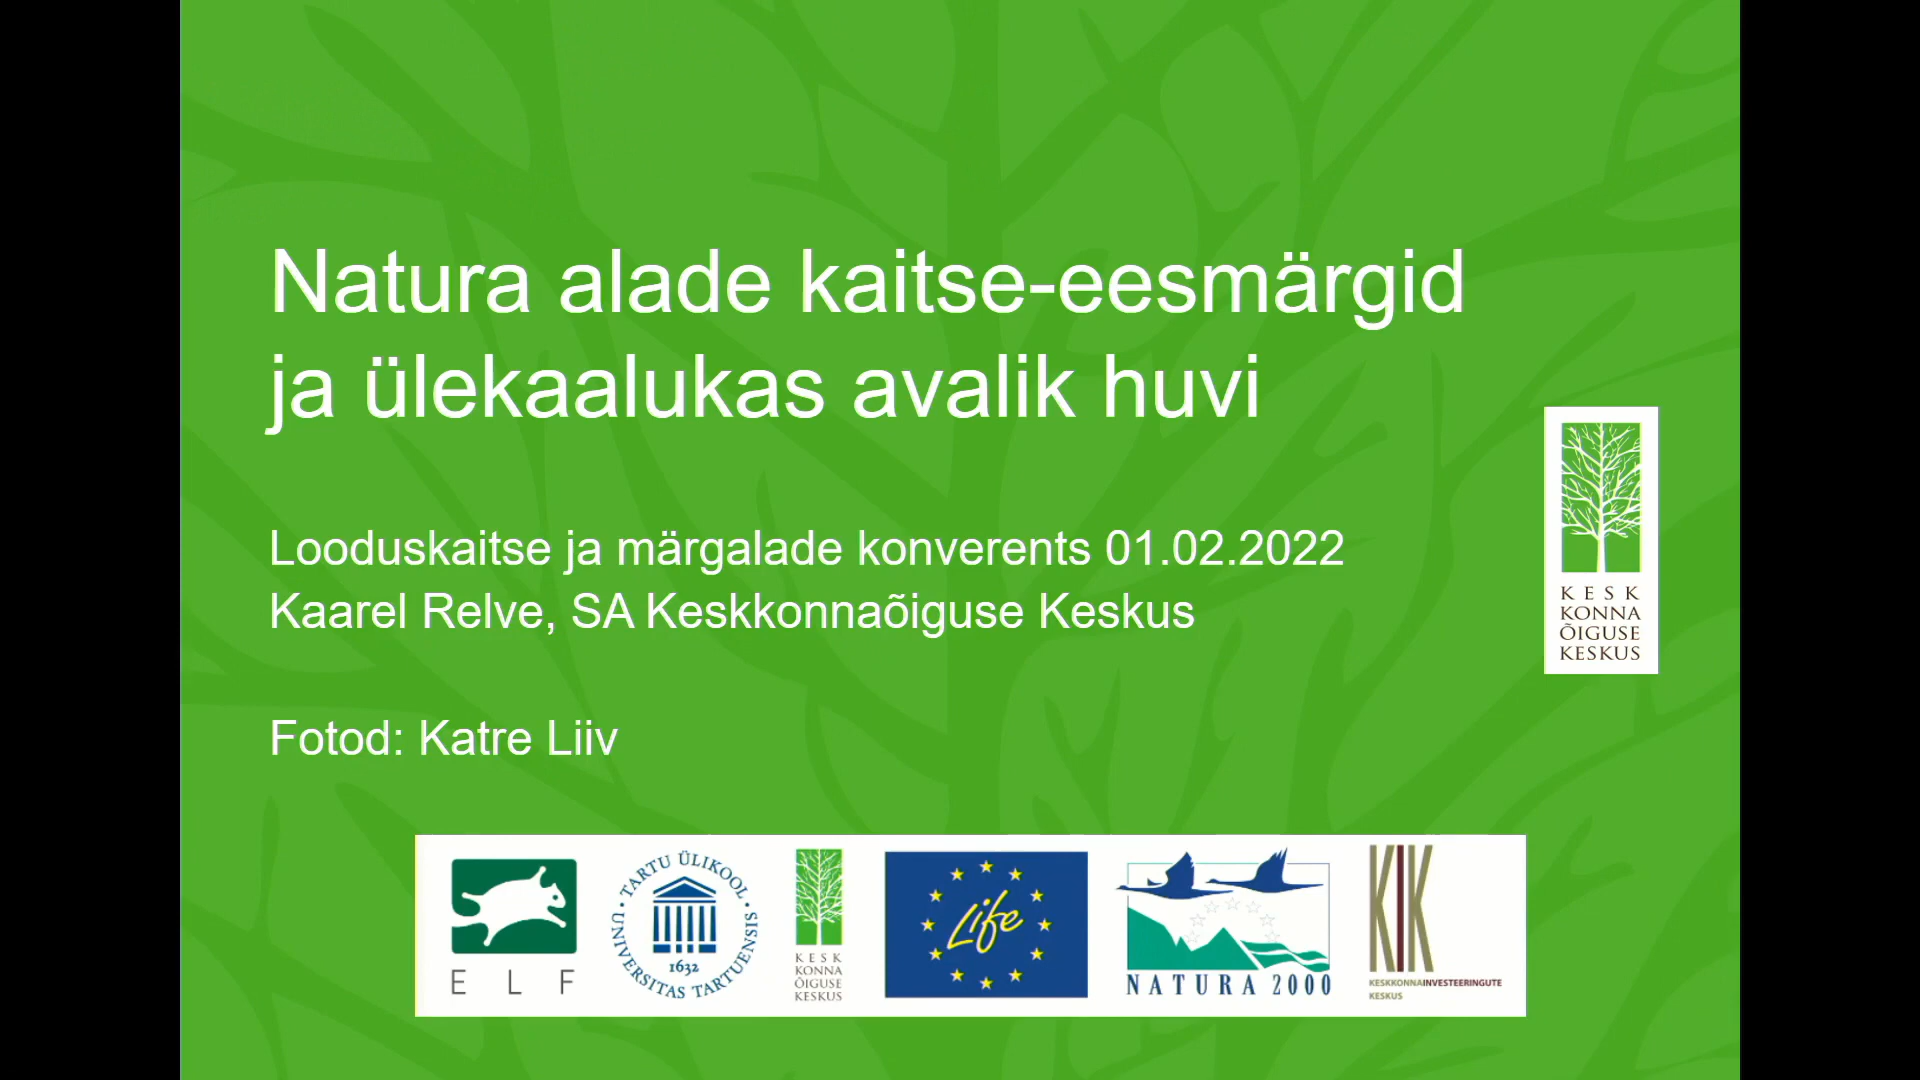 Natura alade kaitse-eesmärgid
ja ülekaalukas avalik huvi
Looduskaitse ja märgalade konverents 01.02.2022
Kaarel Relve, SA Keskkonnaõiguse Keskus
Fotod: Katre Liiv
KESK
KONNA
ÕIGUSE
KESKUS
ELF
TARTU ÜLIKOOL
UNIVERSITAS TARTUENSIS
1632
KESK
KONNA
ÕIGUSE
KESKUS
Life
NATURA 2000
KIK
KESKKONNAINVESTEERINGUTE
KESKUS